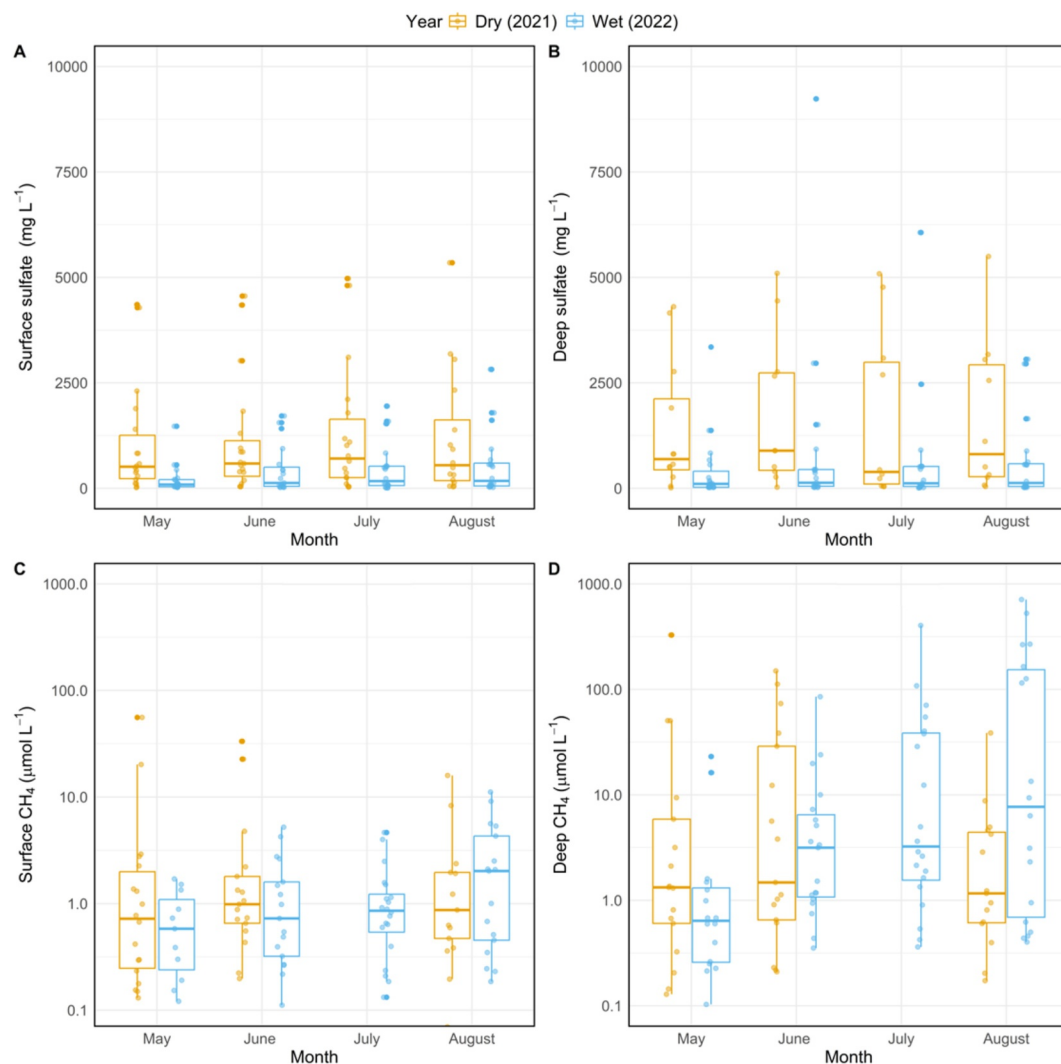 Year Dry (2021) Wet (2022)
A
10000
7500
5000
2500
0
Surface sulfate (mg L⁻¹)
May June July August
Month
B
10000
7500
5000
2500
0
Deep sulfate (mg L⁻¹)
May June July August
Month
C
1000.0
100.0
10.0
1.0
0.1
Surface CH₄ (μmol L⁻¹)
May June July August
Month
D
1000.0
100.0
10.0
1.0
0.1
Deep CH₄ (μmol L⁻¹)
May June July August
Month